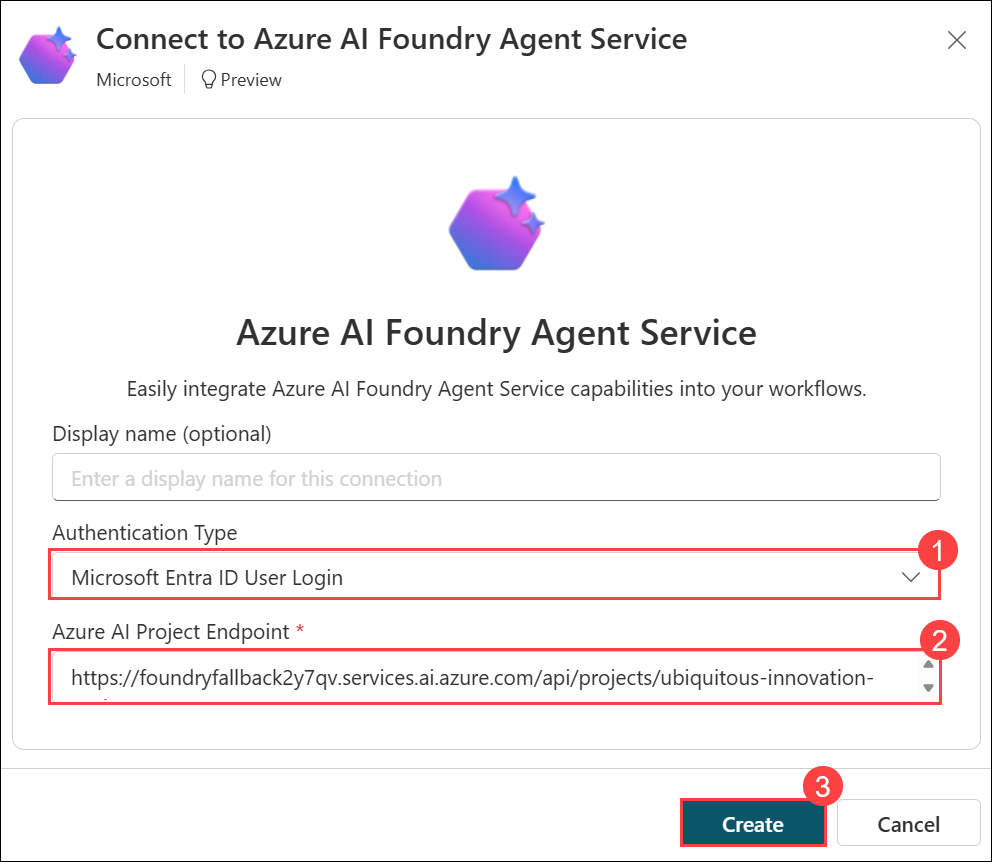 Connect to Azure AI Foundry Agent Service
Microsoft
Preview
Azure AI Foundry Agent Service
Easily integrate Azure AI Foundry Agent Service capabilities into your workflows.
Display name (optional)
Enter a display name for this connection
Authentication Type
1
Microsoft Entra ID User Login
Azure AI Project Endpoint *
2
https://foundryfallback2y7qv.services.ai.azure.com/api/projects/ubiquitous-innovation-
3
Create
Cancel